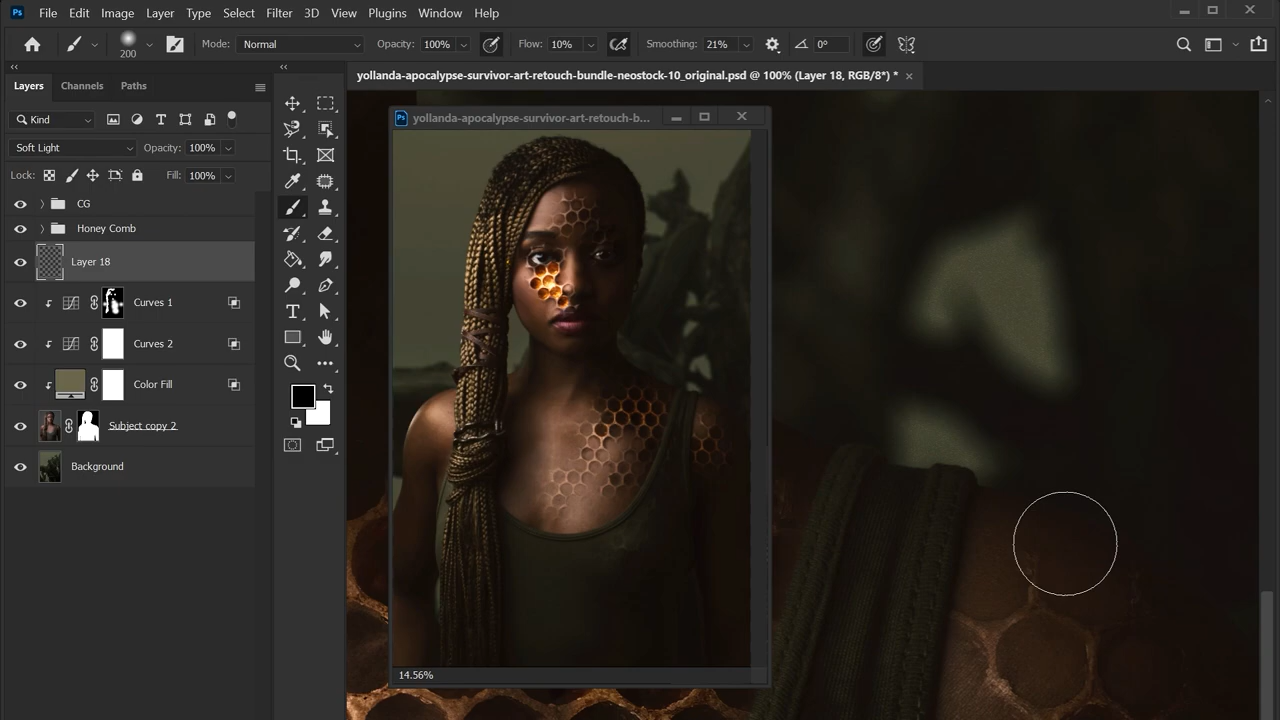 Ps File Edit Image Layer Type Select Filter 3D View Plugins Window Help
200 Mode: Normal Opacity: 100% Flow: 10% Smoothing: 21% 0°
Layers Channels Paths
yollanda-apocalypse-survivor-art-retouch-bundle-neostock-10_original.psd @ 100% (Layer 18, RGB/8*) *
Ps yollanda-apocalypse-survivor-art-retouch-b...
Kind
Soft Light Opacity: 100%
Lock: Fill: 100%
CG
Honey Comb
Layer 18
Curves 1
Curves 2
Color Fill
Subject copy 2
Background
14.56%